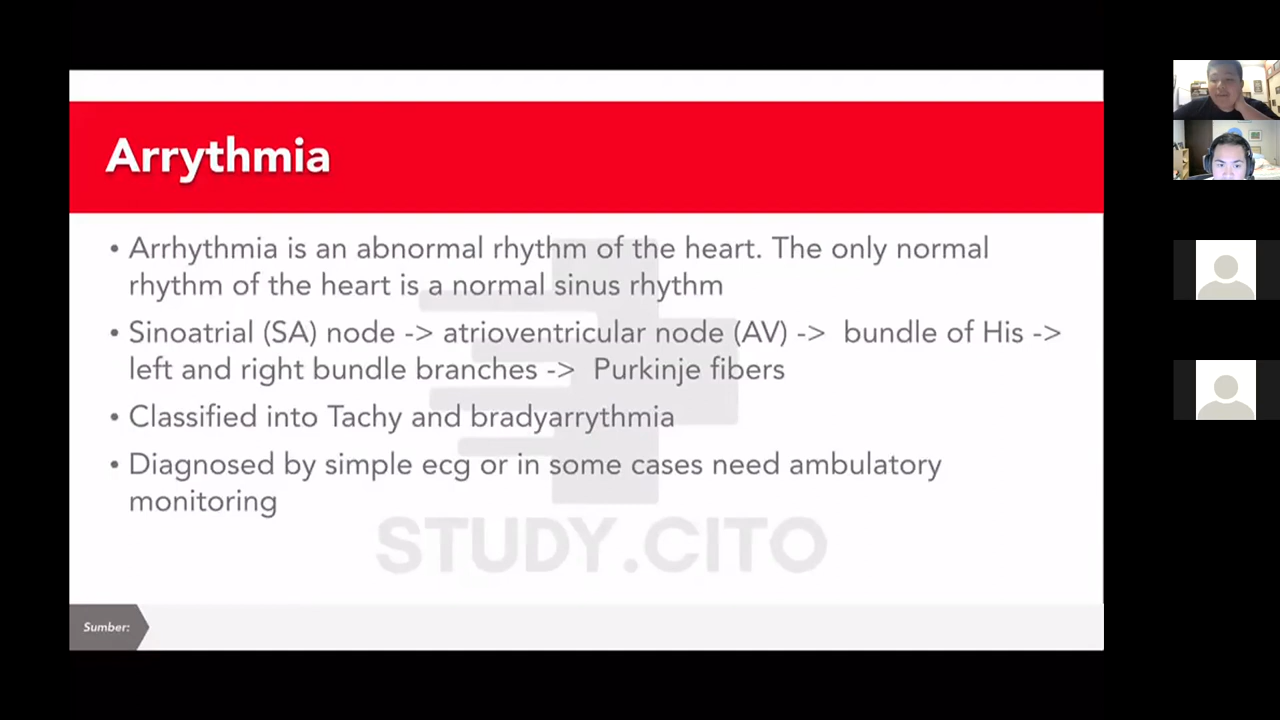 Arrythmia
• Arrhythmia is an abnormal rhythm of the heart. The only normal
rhythm of the heart is a normal sinus rhythm
• Sinoatrial (SA) node -> atrioventricular node (AV) -> bundle of His ->
left and right bundle branches -> Purkinje fibers
• Classified into Tachy and bradyarrythmia
• Diagnosed by simple ecg or in some cases need ambulatory
monitoring
STUDY.CITO
Sumber: